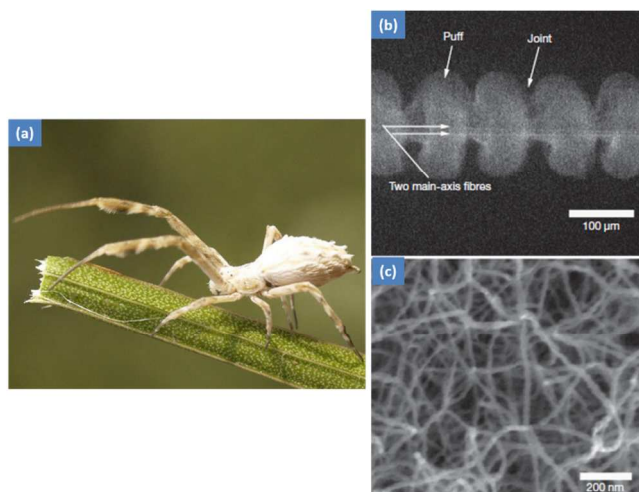 (a)
(b)
Puff
Joint
Two main-axis fibres
100 µm
(c)
200 nm